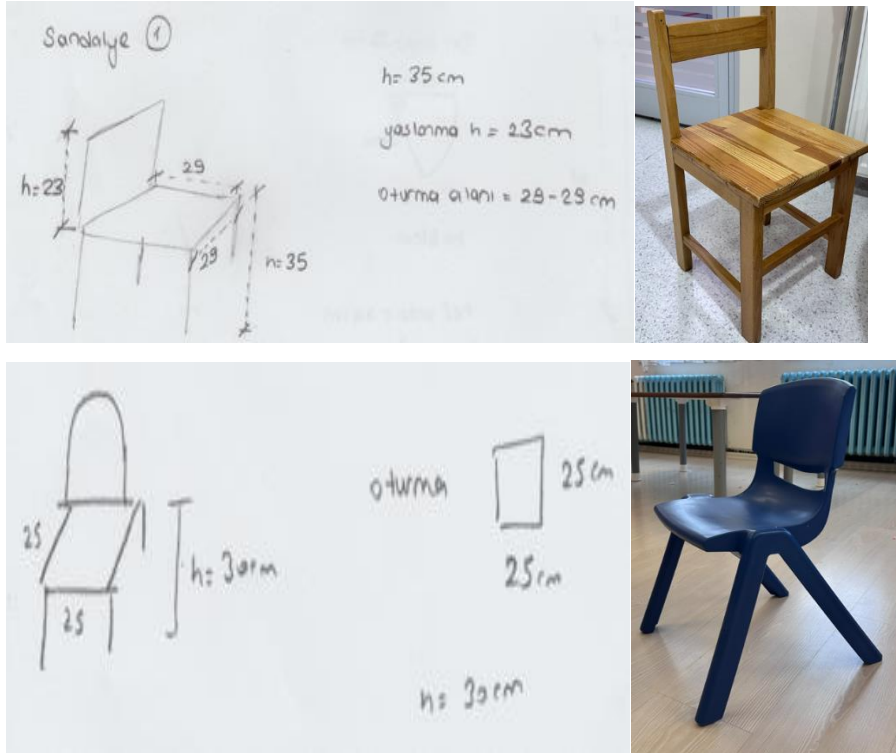 Sandalye 1
h= 35 cm
yaslanma h = 23cm
oturma alanı = 29-29 cm
h=23
29
29
h=35
oturma
25 cm
25 cm
25
25
h= 30cm
h= 30cm